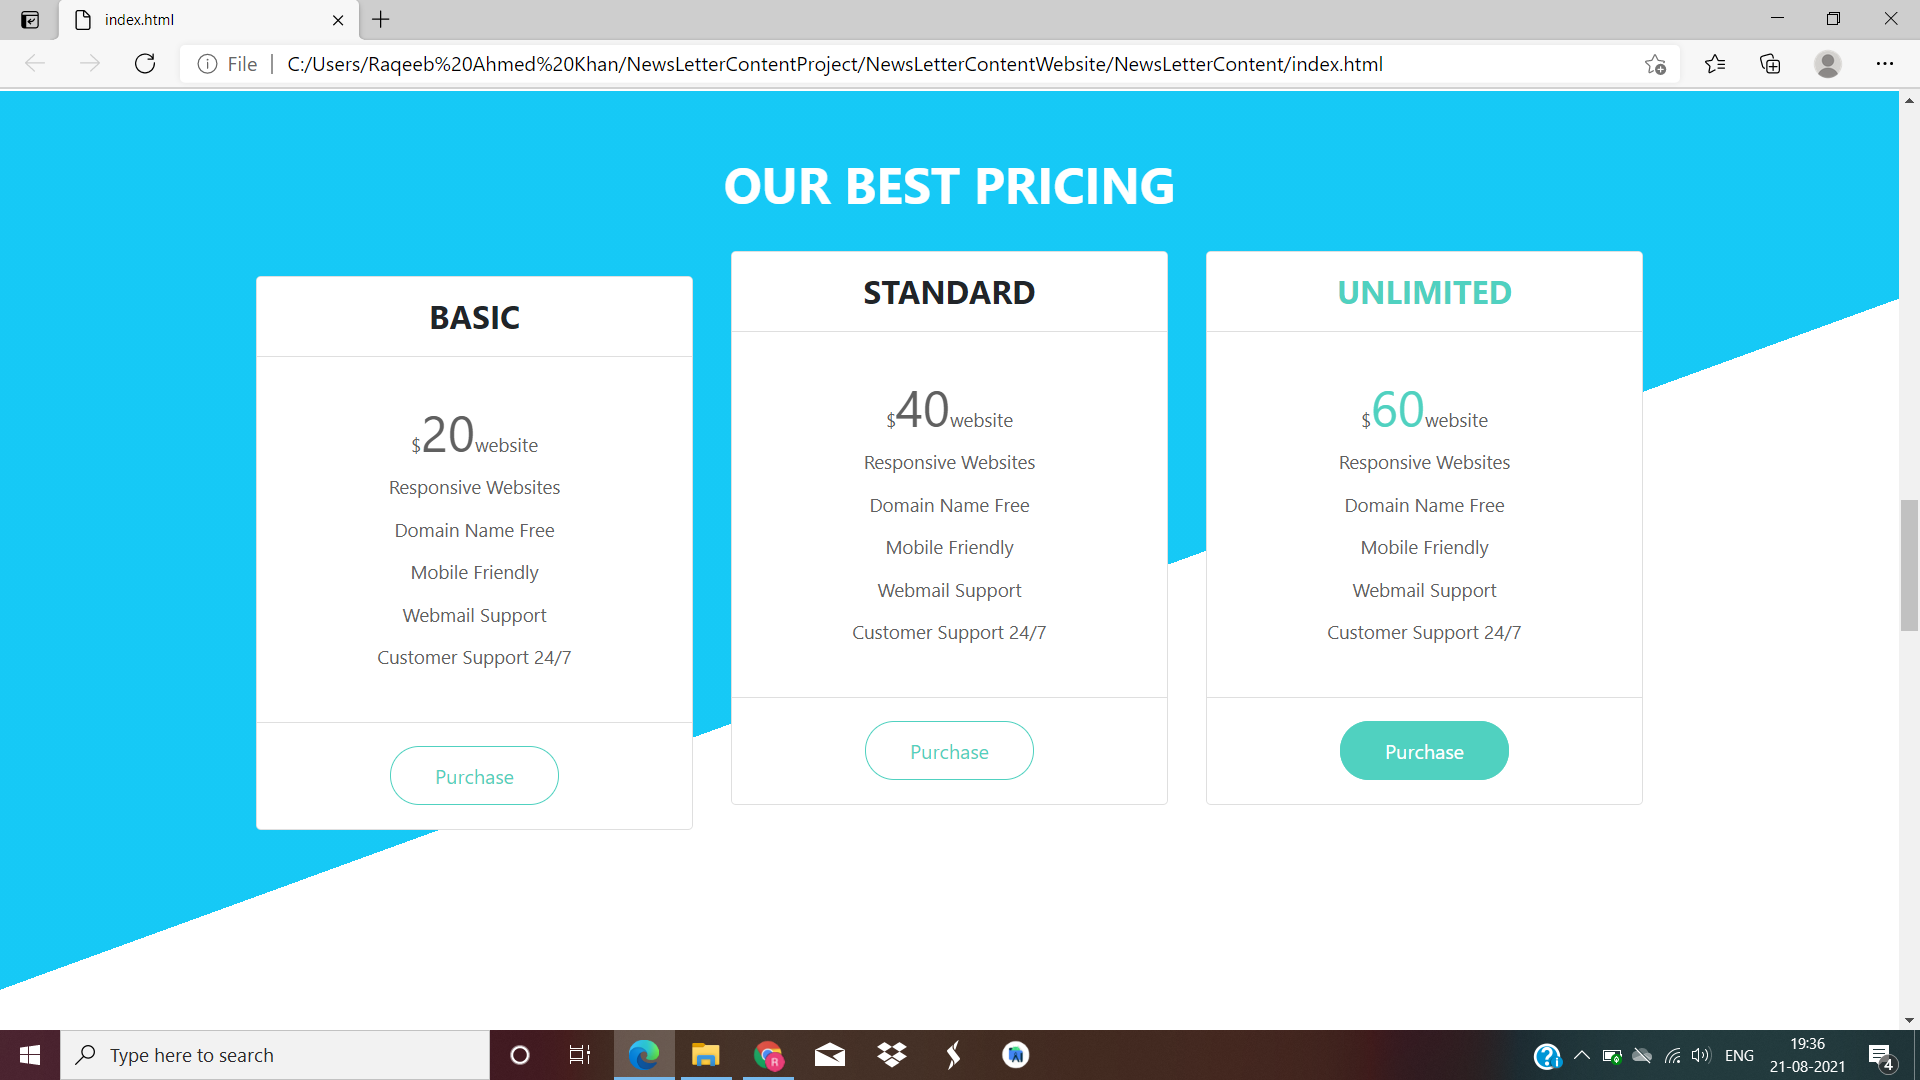 index.html
File
C:/Users/Raqeeb%20Ahmed%20Khan/NewsLetterContentProject/NewsLetterContentWebsite/NewsLetterContent/index.html
OUR BEST PRICING
BASIC
$20website
Responsive Websites
Domain Name Free
Mobile Friendly
Webmail Support
Customer Support 24/7
Purchase
STANDARD
$40website
Responsive Websites
Domain Name Free
Mobile Friendly
Webmail Support
Customer Support 24/7
Purchase
UNLIMITED
$60website
Responsive Websites
Domain Name Free
Mobile Friendly
Webmail Support
Customer Support 24/7
Purchase
Type here to search
R
ENG
19:36
21-08-2021
4